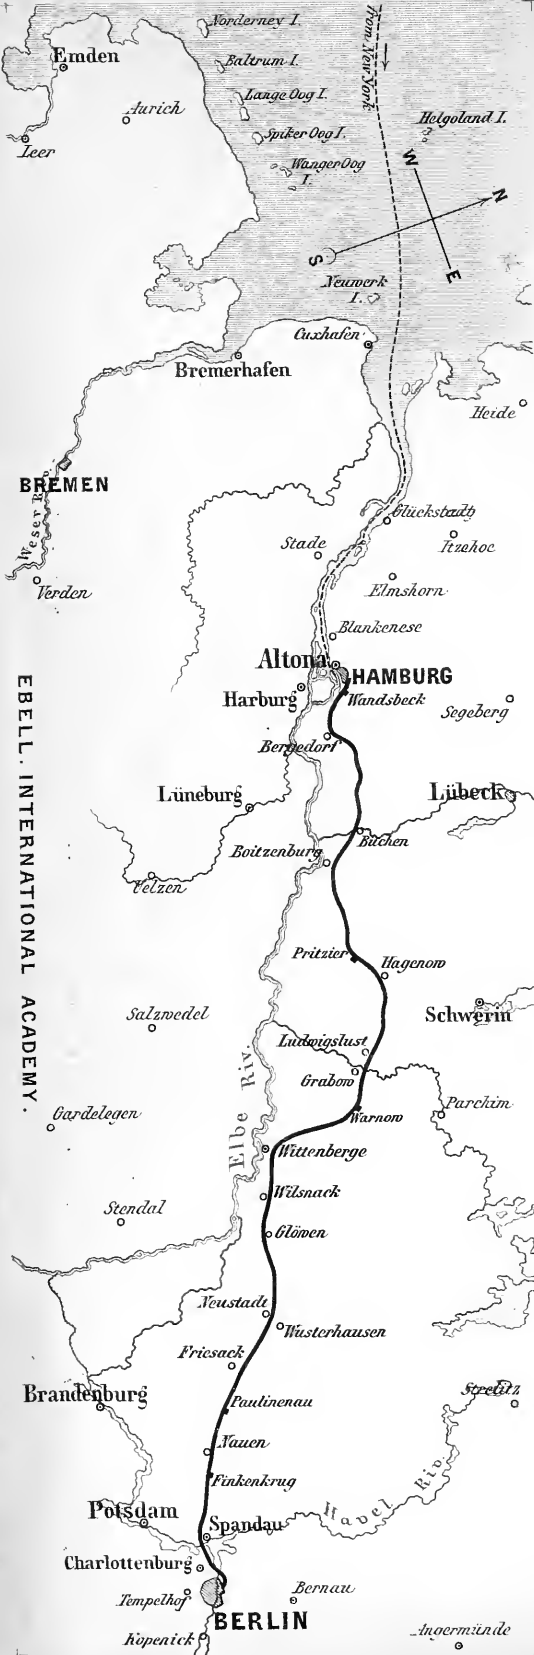 Norderney I.
Emden
Baltrum I.
from New York
Lange Oog I.
Aurich
Helgoland I.
Spiker Oog I.
Leer
W
Wanger Oog
I.
N
S
E
Neuwerk
I.
Cuxhafen
Bremerhafen
Heide
BREMEN
Weser Riv.
Glückstadt
Stade
Itzehoe
Verden
Elmshorn
Blankenese
Altona
HAMBURG
Harburg
Wandsbeck
Segeberg
Bergedorf
Lüneburg
Lübeck
Büchen
Boitzenburg
Uelzen
EBELL. INTERNATIONAL ACADEMY.
Pritzier
Hagenow
Salzwedel
Schwerin
Ludwigslust
Elbe Riv.
Grabow
Gardelegen
Warnow
Parchim
Wittenberge
Wilsnack
Stendal
Glöwen
Neustadt
Wusterhausen
Friesack
Brandenburg
Strelitz
Paulinenau
Nauen
Finkenkrug
Havel Riv.
Potsdam
Spandau
Charlottenburg
Tempelhof
Bernau
BERLIN
Kopenick
Angermünde